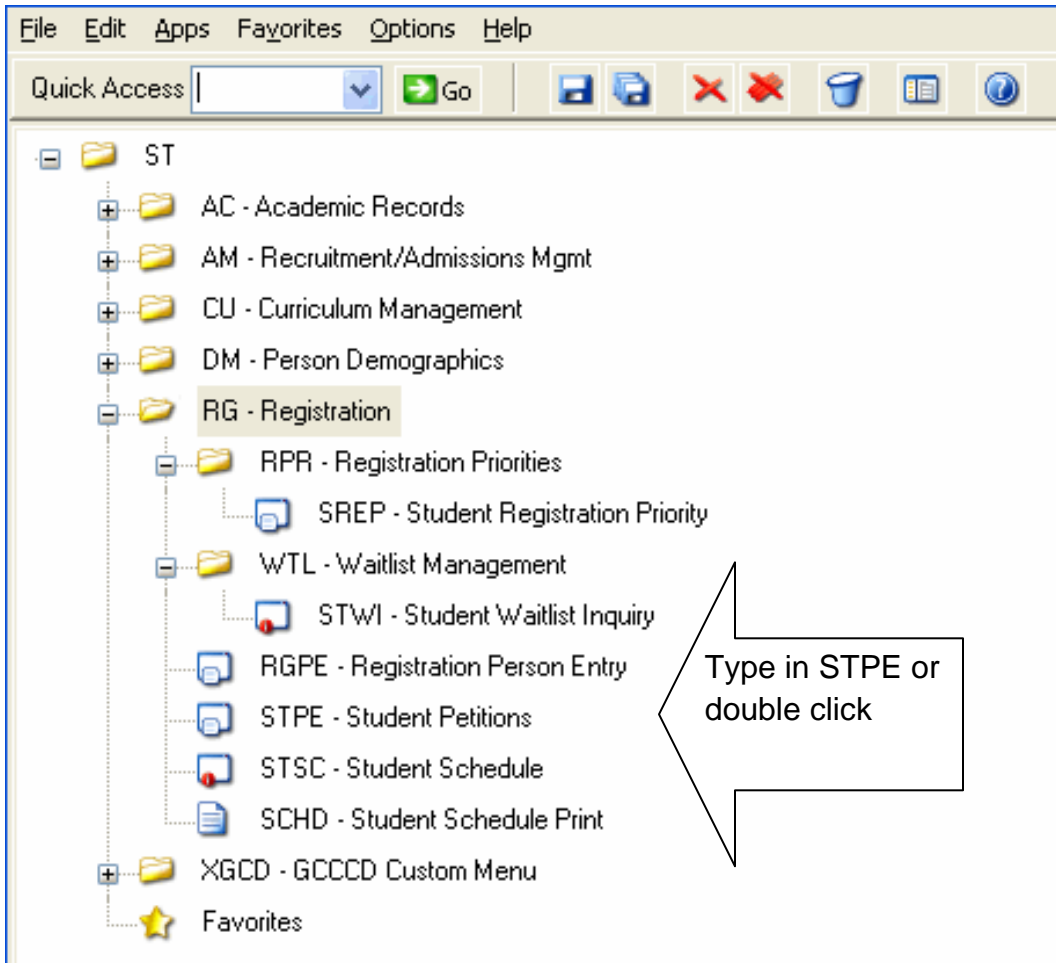 File Edit Apps Favorites Options Help
Quick Access Go
ST
AC - Academic Records
AM - Recruitment/Admissions Mgmt
CU - Curriculum Management
DM - Person Demographics
RG - Registration
RPR - Registration Priorities
SREP - Student Registration Priority
WTL - Waitlist Management
STWI - Student Waitlist Inquiry
RGPE - Registration Person Entry
STPE - Student Petitions
STSC - Student Schedule
SCHD - Student Schedule Print
XGCD - GCCCD Custom Menu
Favorites
Type in STPE or
double click